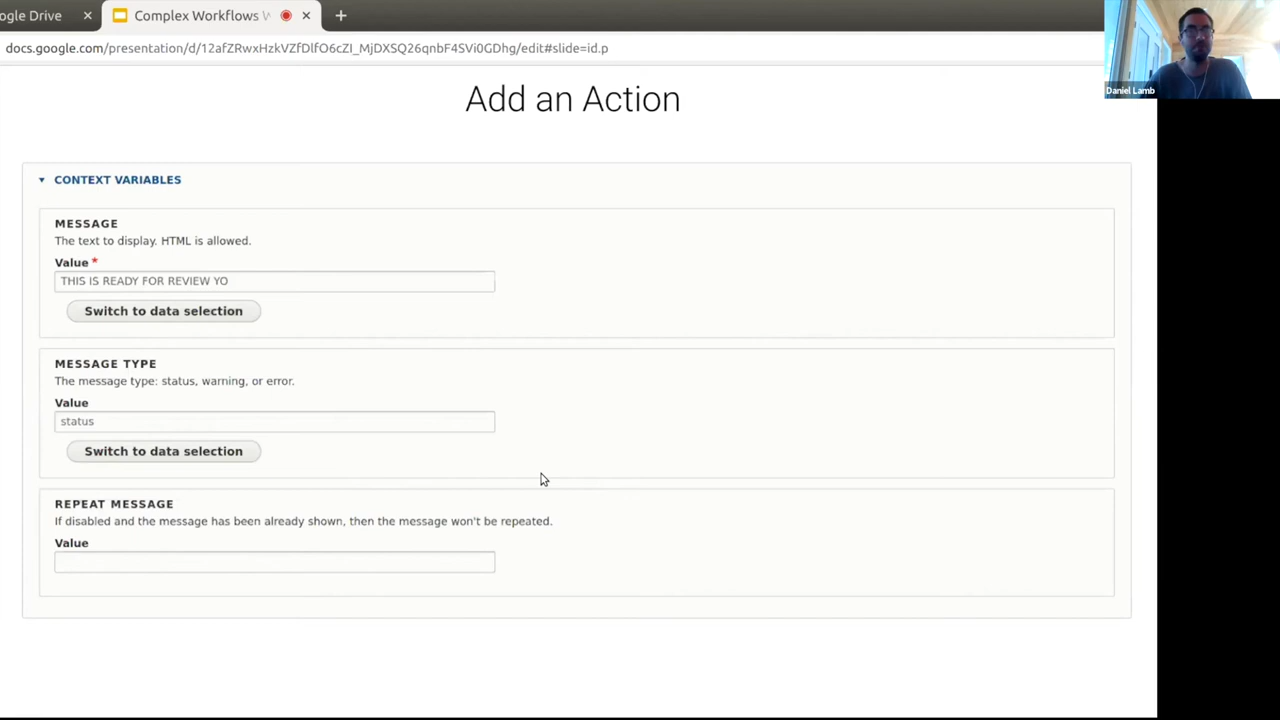 ogle Drive
Complex Workflows W
docs.google.com/presentation/d/12afZRwxHzkVZfDlfO6cZI_MjDXSQ26qnbF4SVi0GDhg/edit#slide=id.p
Daniel Lamb
Add an Action
CONTEXT VARIABLES
MESSAGE
The text to display. HTML is allowed.
Value *
THIS IS READY FOR REVIEW YO
Switch to data selection
MESSAGE TYPE
The message type: status, warning, or error.
Value
status
Switch to data selection
REPEAT MESSAGE
If disabled and the message has been already shown, then the message won't be repeated.
Value